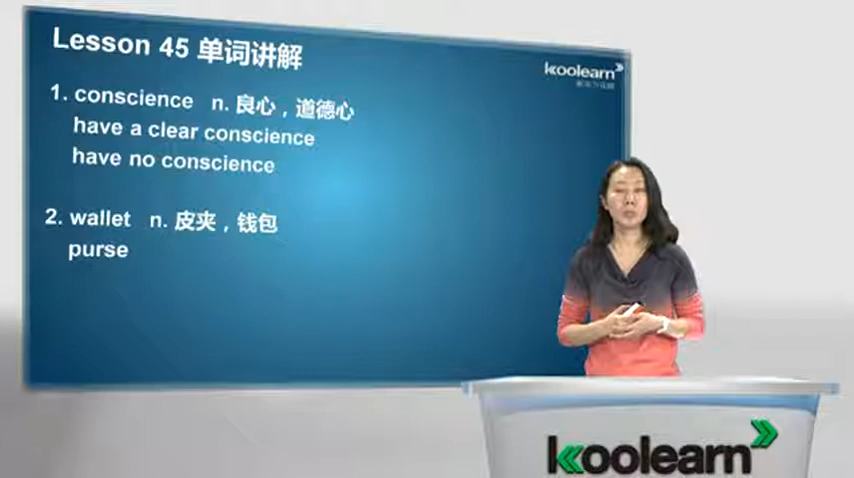 Lesson 45 单词讲解
koolearn
1. conscience n. 良心，道德心
have a clear conscience
have no conscience
2. wallet n. 皮夹，钱包
purse
koolearn